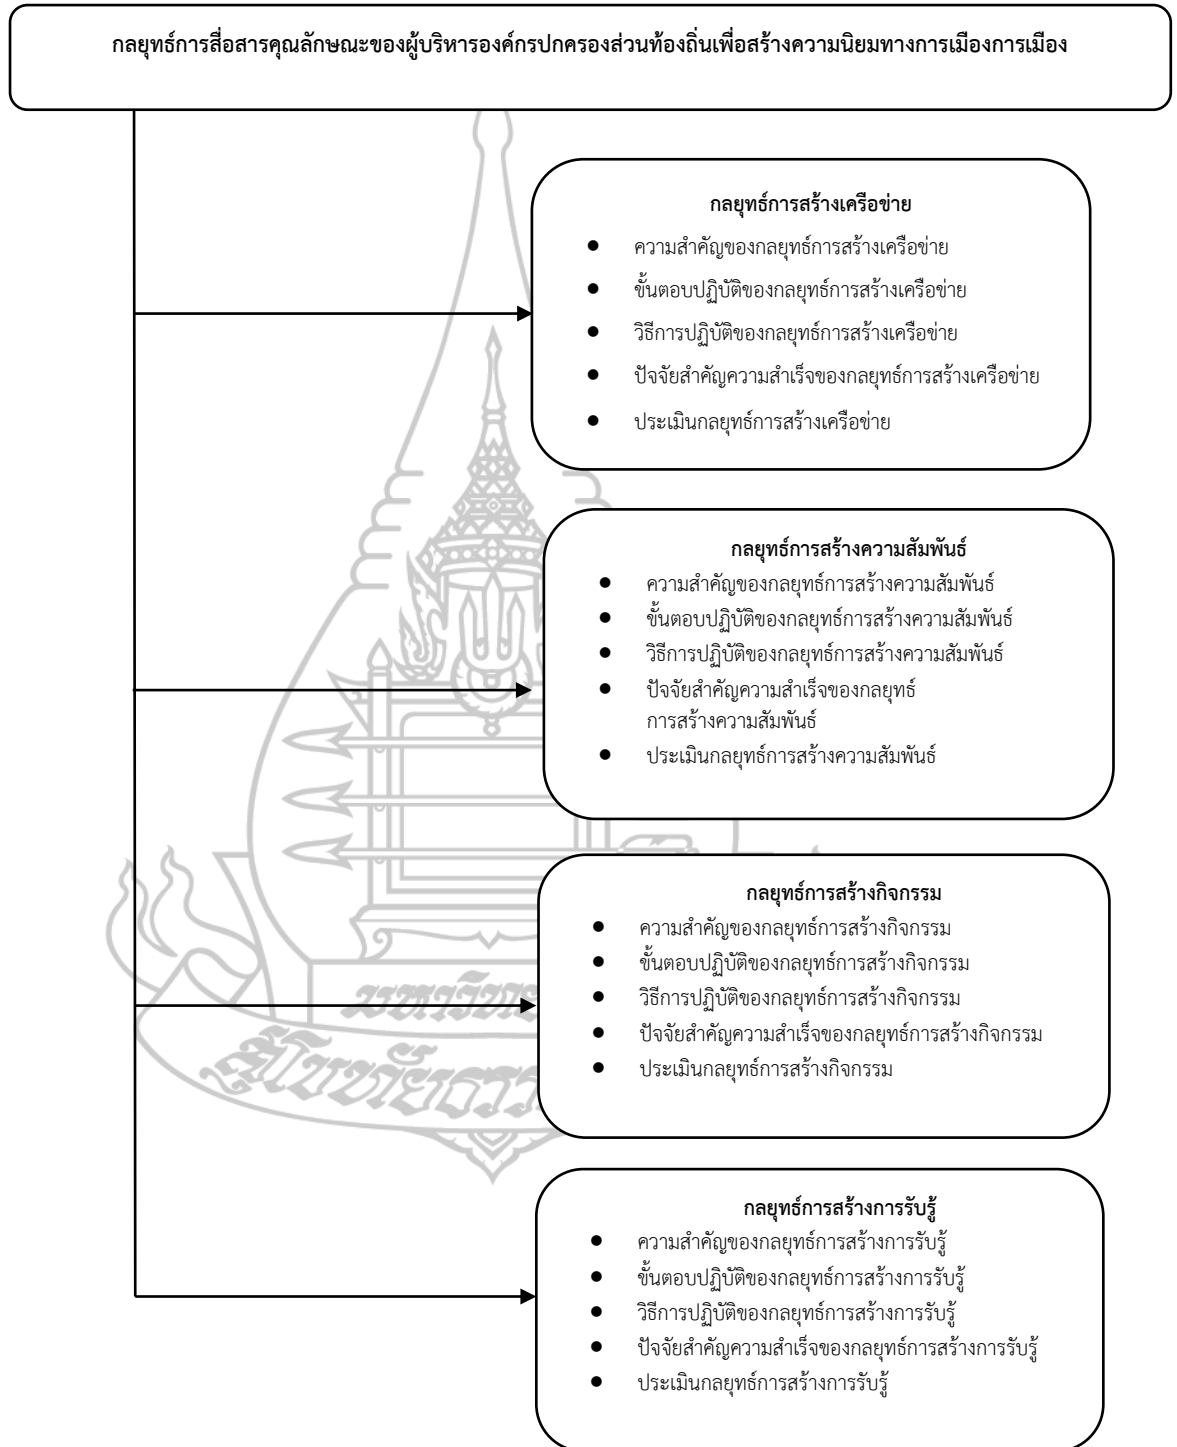 กลยุทธ์การสื่อสารคุณลักษณะของผู้บริหารองค์กรปกครองส่วนท้องถิ่นเพื่อสร้างความนิยมทางการเมืองการเมือง
กลยุทธ์การสร้างเครือข่าย
● ความสำคัญของกลยุทธ์การสร้างเครือข่าย
● ขั้นตอบปฏิบัติของกลยุทธ์การสร้างเครือข่าย
● วิธีการปฏิบัติของกลยุทธ์การสร้างเครือข่าย
● ปัจจัยสำคัญความสำเร็จของกลยุทธ์การสร้างเครือข่าย
● ประเมินกลยุทธ์การสร้างเครือข่าย
กลยุทธ์การสร้างความสัมพันธ์
● ความสำคัญของกลยุทธ์การสร้างความสัมพันธ์
● ขั้นตอบปฏิบัติของกลยุทธ์การสร้างความสัมพันธ์
● วิธีการปฏิบัติของกลยุทธ์การสร้างความสัมพันธ์
● ปัจจัยสำคัญความสำเร็จของกลยุทธ์
การสร้างความสัมพันธ์
● ประเมินกลยุทธ์การสร้างความสัมพันธ์
กลยุทธ์การสร้างกิจกรรม
● ความสำคัญของกลยุทธ์การสร้างกิจกรรม
● ขั้นตอบปฏิบัติของกลยุทธ์การสร้างกิจกรรม
● วิธีการปฏิบัติของกลยุทธ์การสร้างกิจกรรม
● ปัจจัยสำคัญความสำเร็จของกลยุทธ์การสร้างกิจกรรม
● ประเมินกลยุทธ์การสร้างกิจกรรม
กลยุทธ์การสร้างการรับรู้
● ความสำคัญของกลยุทธ์การสร้างการรับรู้
● ขั้นตอบปฏิบัติของกลยุทธ์การสร้างการรับรู้
● วิธีการปฏิบัติของกลยุทธ์การสร้างการรับรู้
● ปัจจัยสำคัญความสำเร็จของกลยุทธ์การสร้างการรับรู้
● ประเมินกลยุทธ์การสร้างการรับรู้